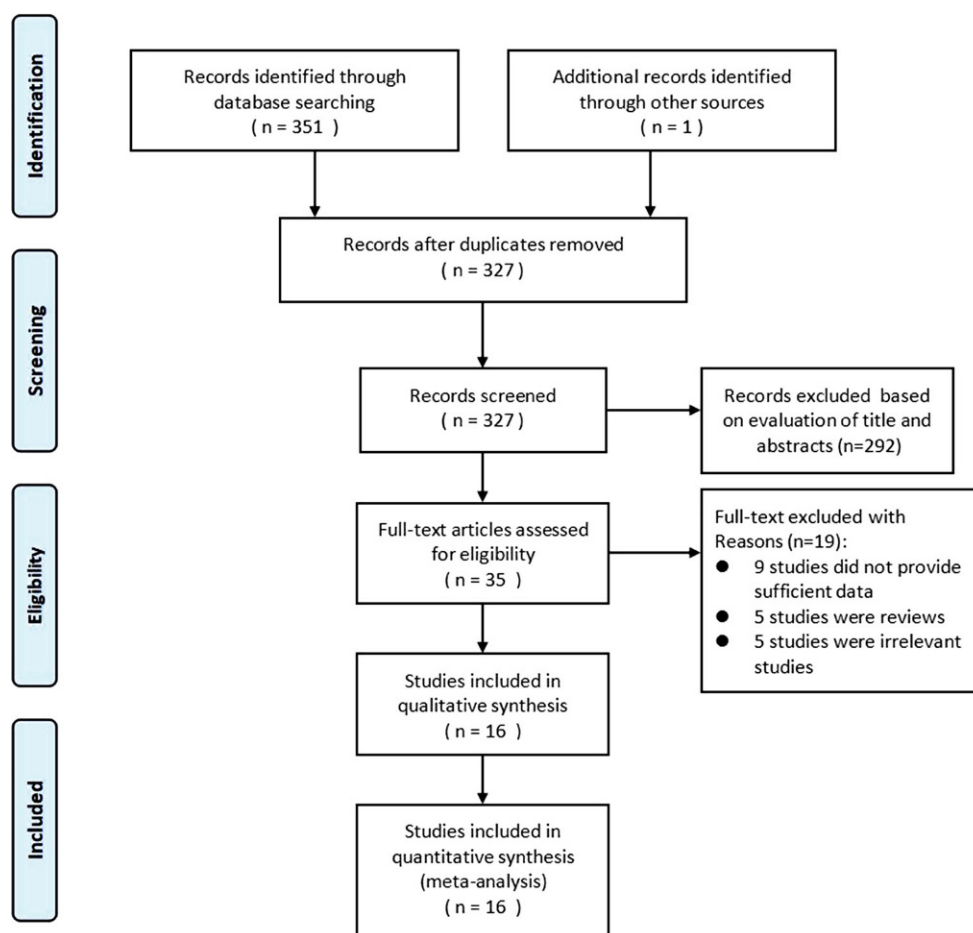 Identification
Records identified through
database searching
( n = 351 )
Additional records identified
through other sources
( n = 1 )
Records after duplicates removed
( n = 327 )
Screening
Records screened
( n = 327 )
Records excluded based
on evaluation of title and
abstracts (n=292)
Eligibility
Full-text articles assessed
for eligibility
( n = 35 )
Full-text excluded with
Reasons (n=19):
● 9 studies did not provide
sufficient data
● 5 studies were reviews
● 5 studies were irrelevant
studies
Studies included in
qualitative synthesis
( n = 16 )
Included
Studies included in
quantitative synthesis
(meta-analysis)
( n = 16 )